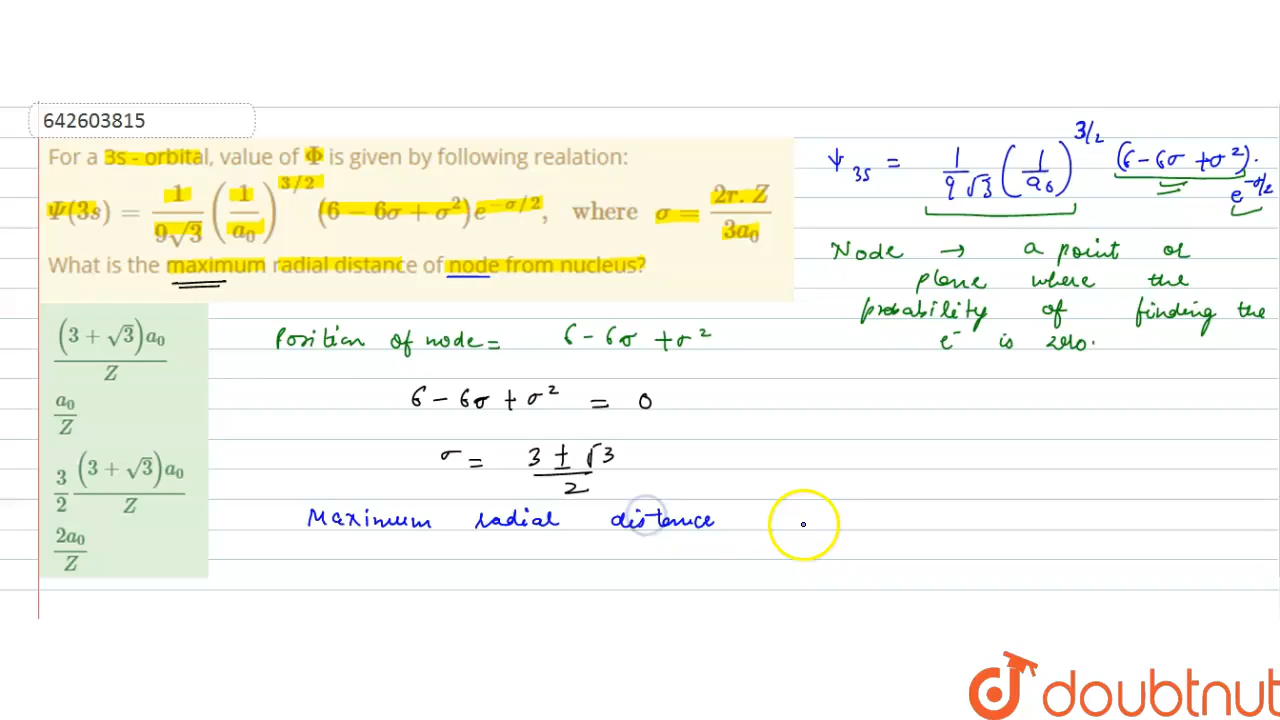 642603815
For a 3s - orbital, value of Φ is given by following realation:
Ψ(3s) = 1/9√3 (1/a₀)^3/2 (6 − 6σ + σ²)e^−σ/2, where σ = 2r. Z/3a₀
What is the maximum radial distance of node from nucleus?
(3 + √3)a₀/Z
a₀/Z
3/2 (3 + √3)a₀/Z
2a₀/Z
Position of node = 6 − 6σ + σ²
6 − 6σ + σ² = 0
σ = 3 ± √3/2
Maximum radial distance
Ψ3s = 1/9√3 (1/a₀)^3/2 (6 − 6σ + σ²). e^−σ/2
Node → a point or
plane where the
probability of finding the
e⁻ is zero.
doubtnut